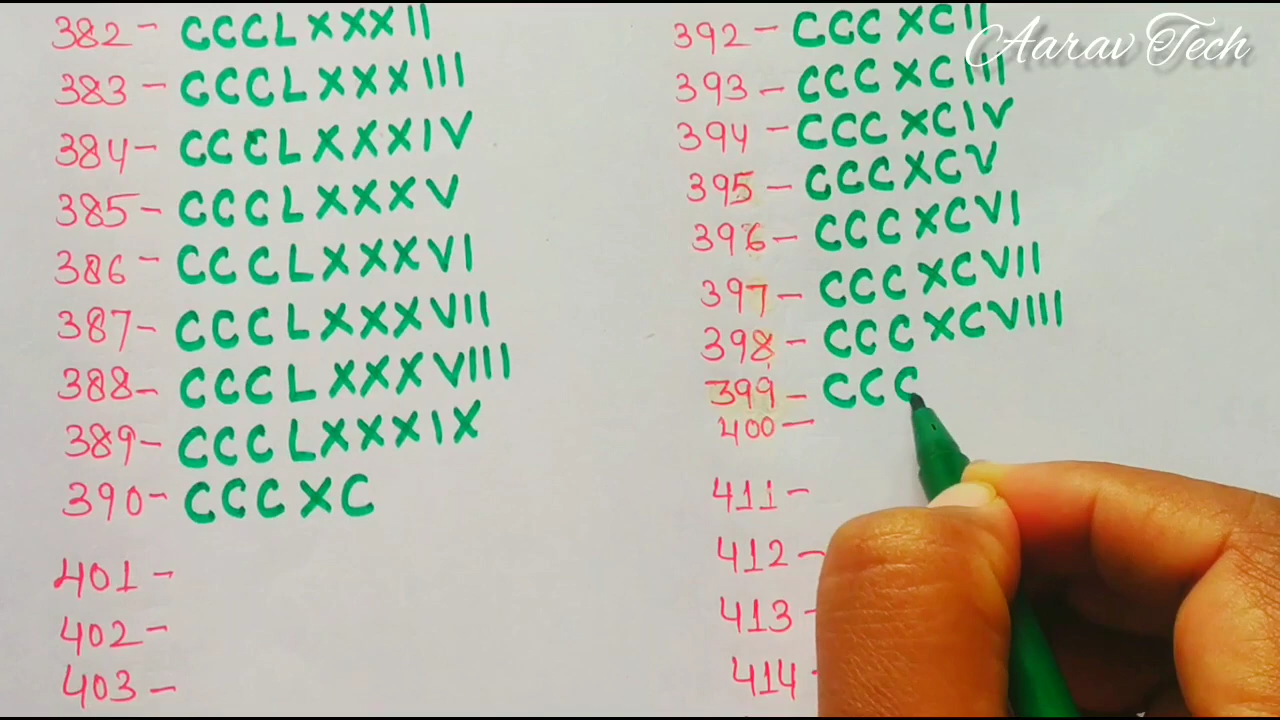 382- CCCLXXXII
383- CCCLXXXIII
384- CCCLXXXIV
385- CCCLXXXV
386- CCCLXXXVI
387- CCCLXXXVII
388- CCCLXXXVIII
389- CCCLXXXIX
390- CCCXC
401-
402-
403-
392- CCCXCII
393- CCCXCIII
394- CCCXCIV
395- CCCXCV
396- CCCXCVI
397- CCCXCVII
398- CCCXCVIII
399- CCC
400-
411-
412-
413-
414-
Aarav Tech